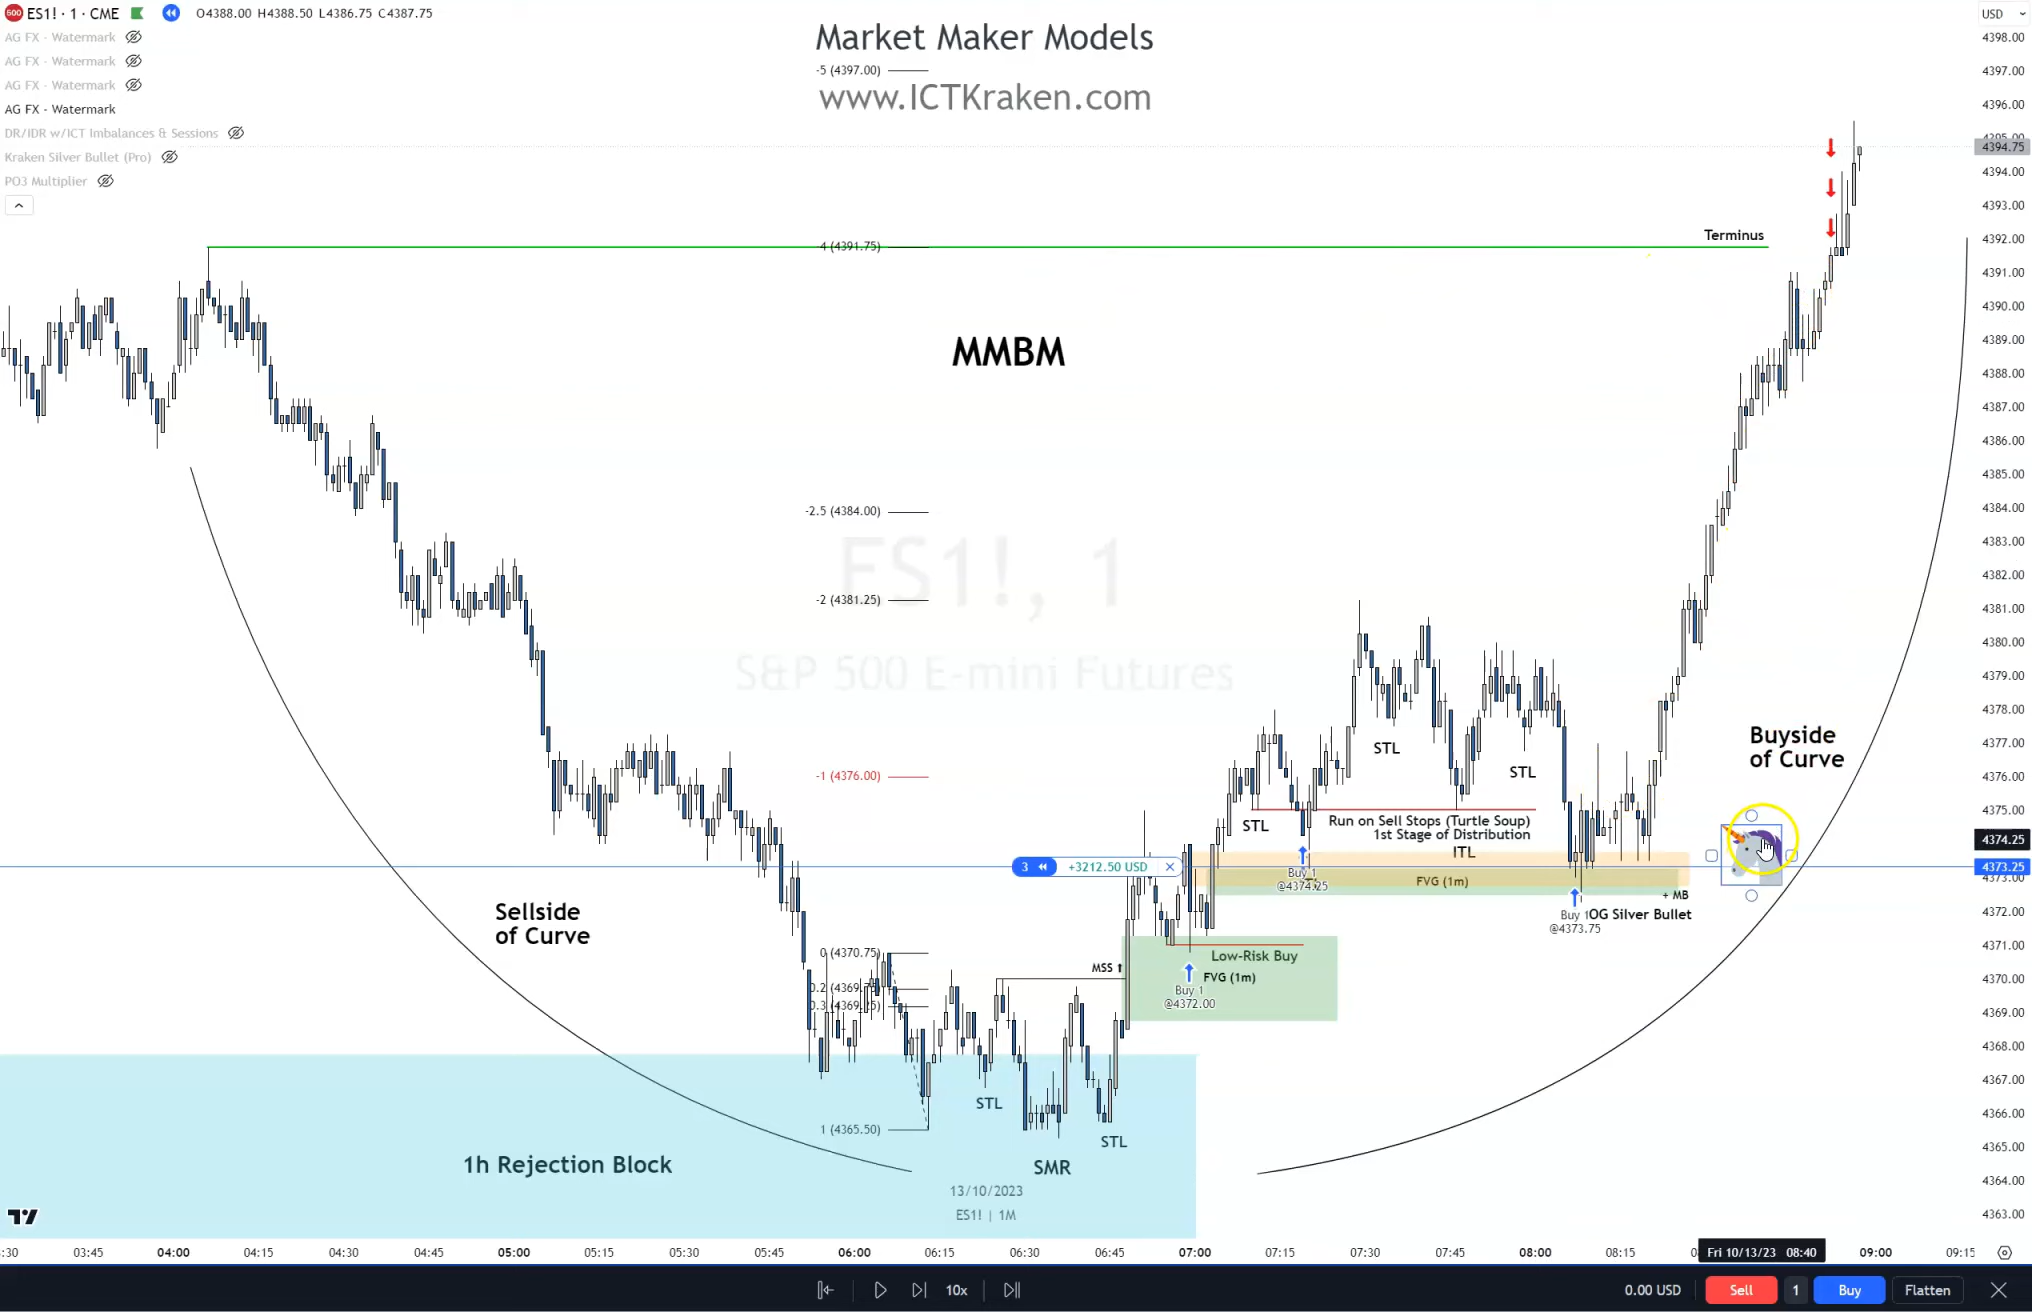 ES1! · 1 · CME
O4388.00 H4388.50 L4386.75 C4387.75
AG FX - Watermark
AG FX - Watermark
AG FX - Watermark
AG FX - Watermark
DR/IDR w/ICT Imbalances & Sessions
Kraken Silver Bullet (Pro)
PO3 Multiplier
Market Maker Models
-5 (4397.00)
www.ICTKraken.com
USD
4398.00
4397.00
4396.00
4395.00
4394.75
4394.00
4393.00
4392.00
4391.00
4390.00
4389.00
4388.00
4387.00
4386.00
4385.00
4384.00
4383.00
4382.00
4381.00
4380.00
4379.00
4378.00
4377.00
4376.00
4375.00
4374.25
4373.25
4373.00
4372.00
4371.00
4370.00
4369.00
4368.00
4367.00
4366.00
4365.00
4364.00
4363.00
Terminus
-4 (4391.75)
MMBM
-2.5 (4384.00)
ES1!, 1
-2 (4381.25)
S&P 500 E-mini Futures
-1 (4376.00)
STL
STL
Buyside
of Curve
STL
Run on Sell Stops (Turtle Soup)
1st Stage of Distribution
ITL
3 +3212.50 USD
Buy 1
@4374.25
FVG (1m)
+ MB
Buy 1
OG Silver Bullet
@4373.75
Sellside
of Curve
0 (4370.75)
MSS
Low-Risk Buy
FVG (1m)
Buy 1
@4372.00
STL
1 (4365.50)
STL
1h Rejection Block
SMR
13/10/2023
ES1! | 1M
:30 03:45 04:00 04:15 04:30 04:45 05:00 05:15 05:30 05:45 06:00 06:15 06:30 06:45 07:00 07:15 07:30 07:45 08:00 08:15 Fri 10/13/23 08:40 09:00 09:15
10x
0.00 USD
Sell
1
Buy
Flatten